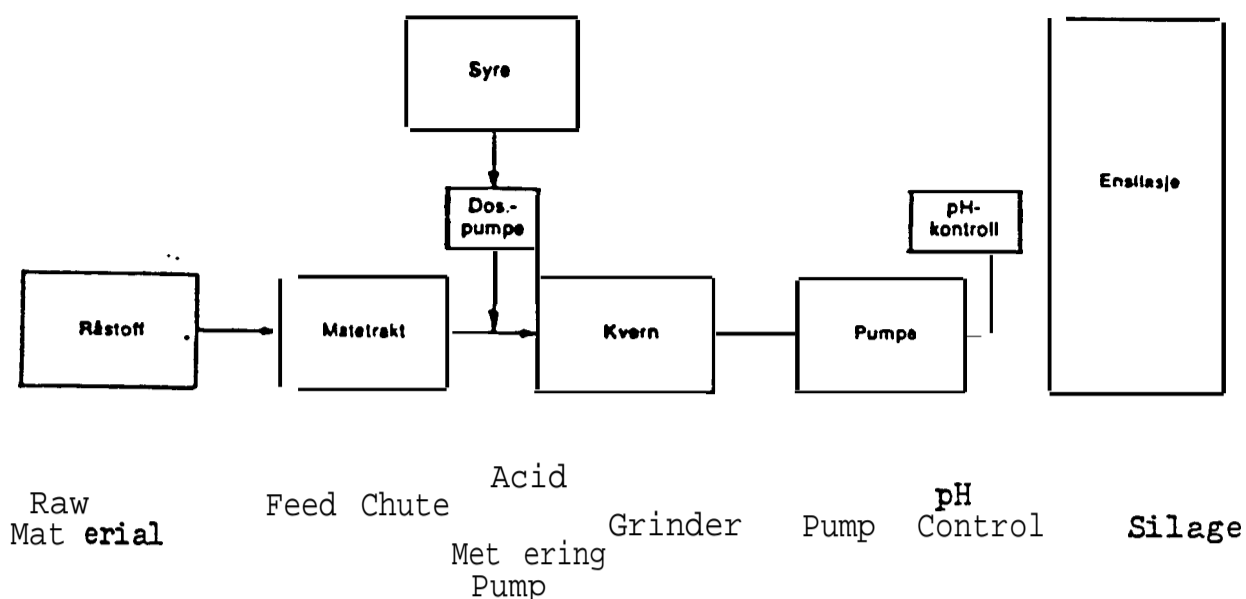 Syre
Dos.-
pumpe
pH-
kontroll
Ensilasje
Råstoff
Matetrakt
Kvern
Pumpe
Acid
Raw
Mat erial
Feed Chute
Grinder
Pump
pH
Control
Silage
Met ering
Pump